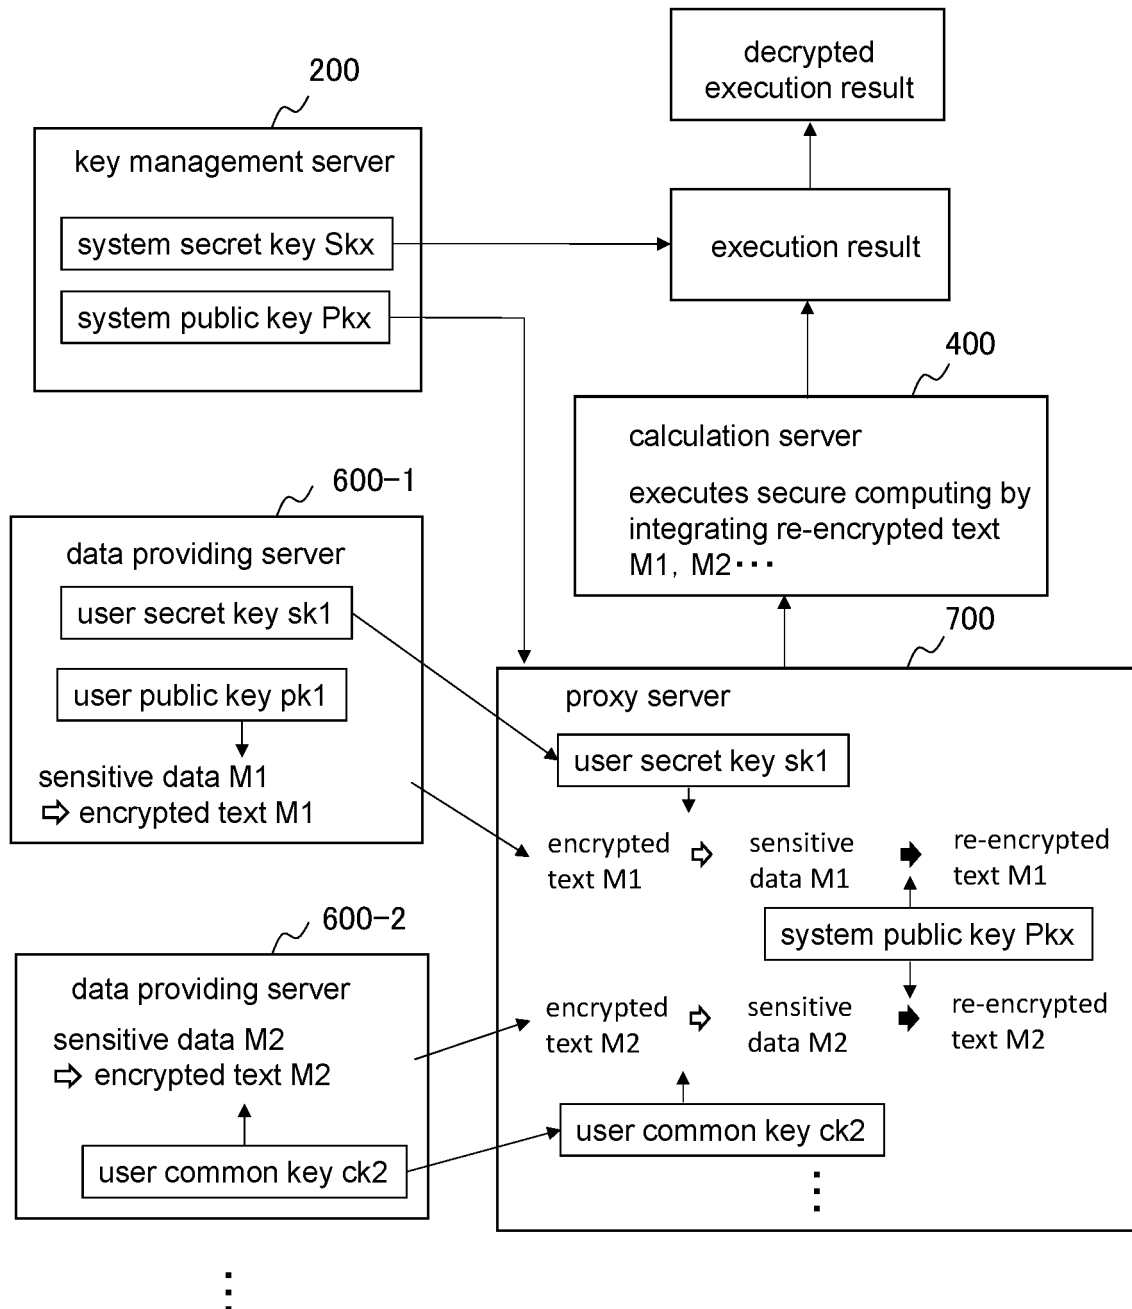 decrypted
execution result
200
key management server
system secret key Skx
execution result
system public key Pkx
400
calculation server
executes secure computing by
integrating re-encrypted text
M1, M2···
600-1
data providing server
user secret key sk1
user public key pk1
sensitive data M1
⇨ encrypted text M1
700
proxy server
user secret key sk1
encrypted
text M1
sensitive
data M1
re-encrypted
text M1
system public key Pkx
encrypted
text M2
sensitive
data M2
re-encrypted
text M2
user common key ck2
600-2
data providing server
sensitive data M2
⇨ encrypted text M2
user common key ck2